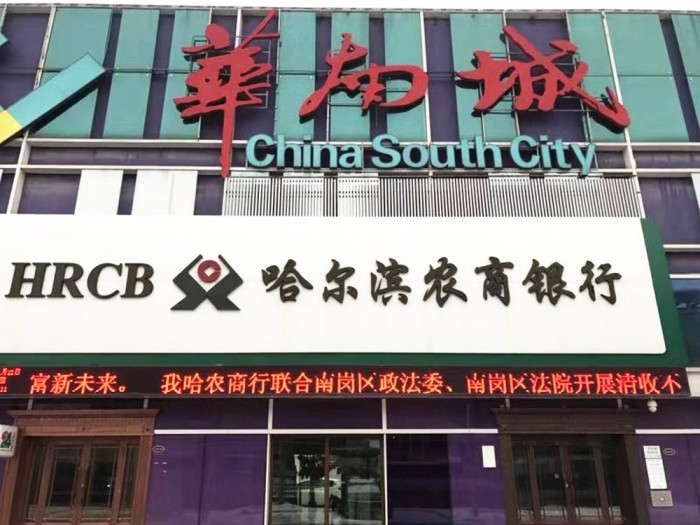 華南城
China South City
HRCB 哈尔滨农商银行
富新未来。 我哈农商行联合南岗区政法委、南岗区法院开展清收不